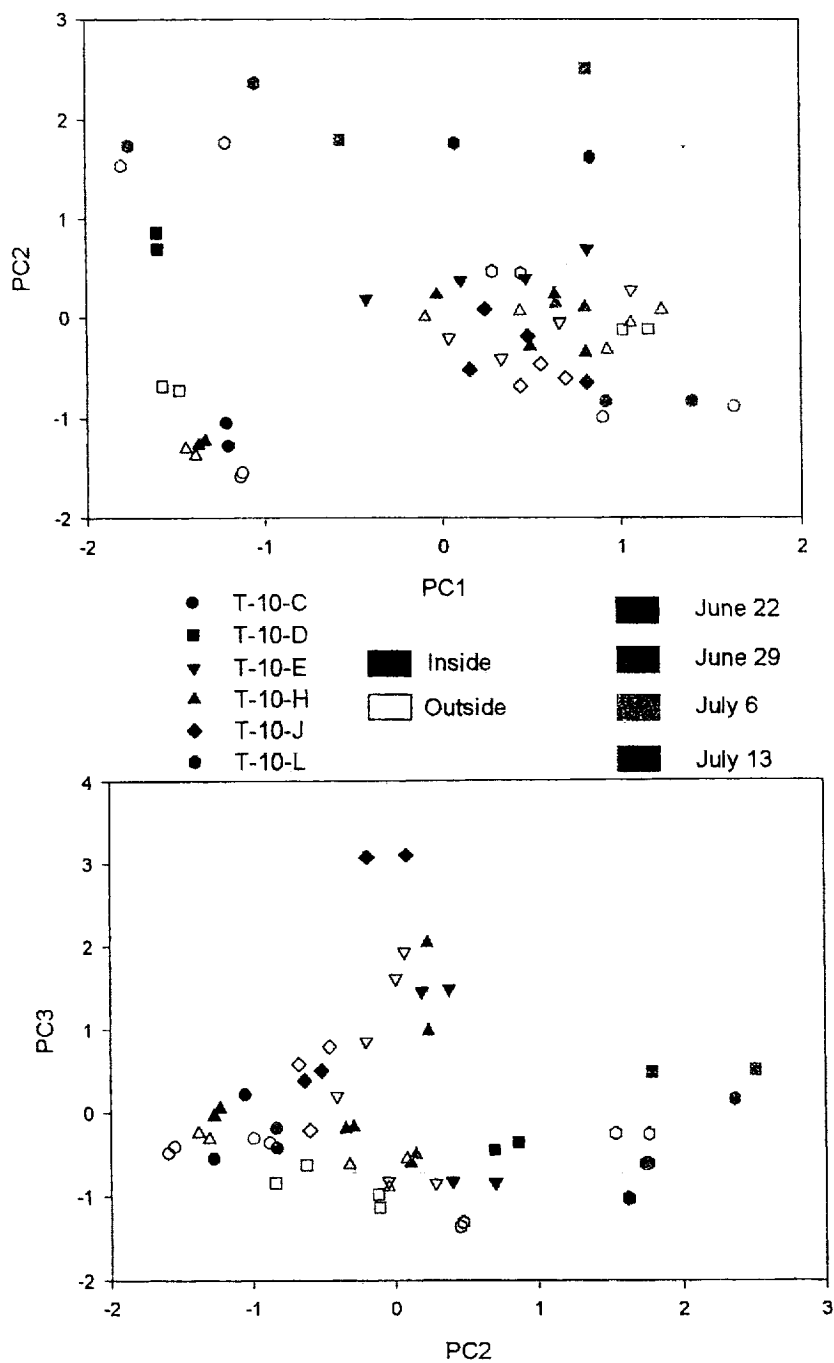 3
2
1
0
-1
-2
PC2
-2 -1 0 1 2
PC1
T-10-C
T-10-D
T-10-E
T-10-H
T-10-J
T-10-L
Inside
Outside
June 22
June 29
July 6
July 13
4
3
2
1
0
-1
-2
PC3
-2 -1 0 1 2 3
PC2